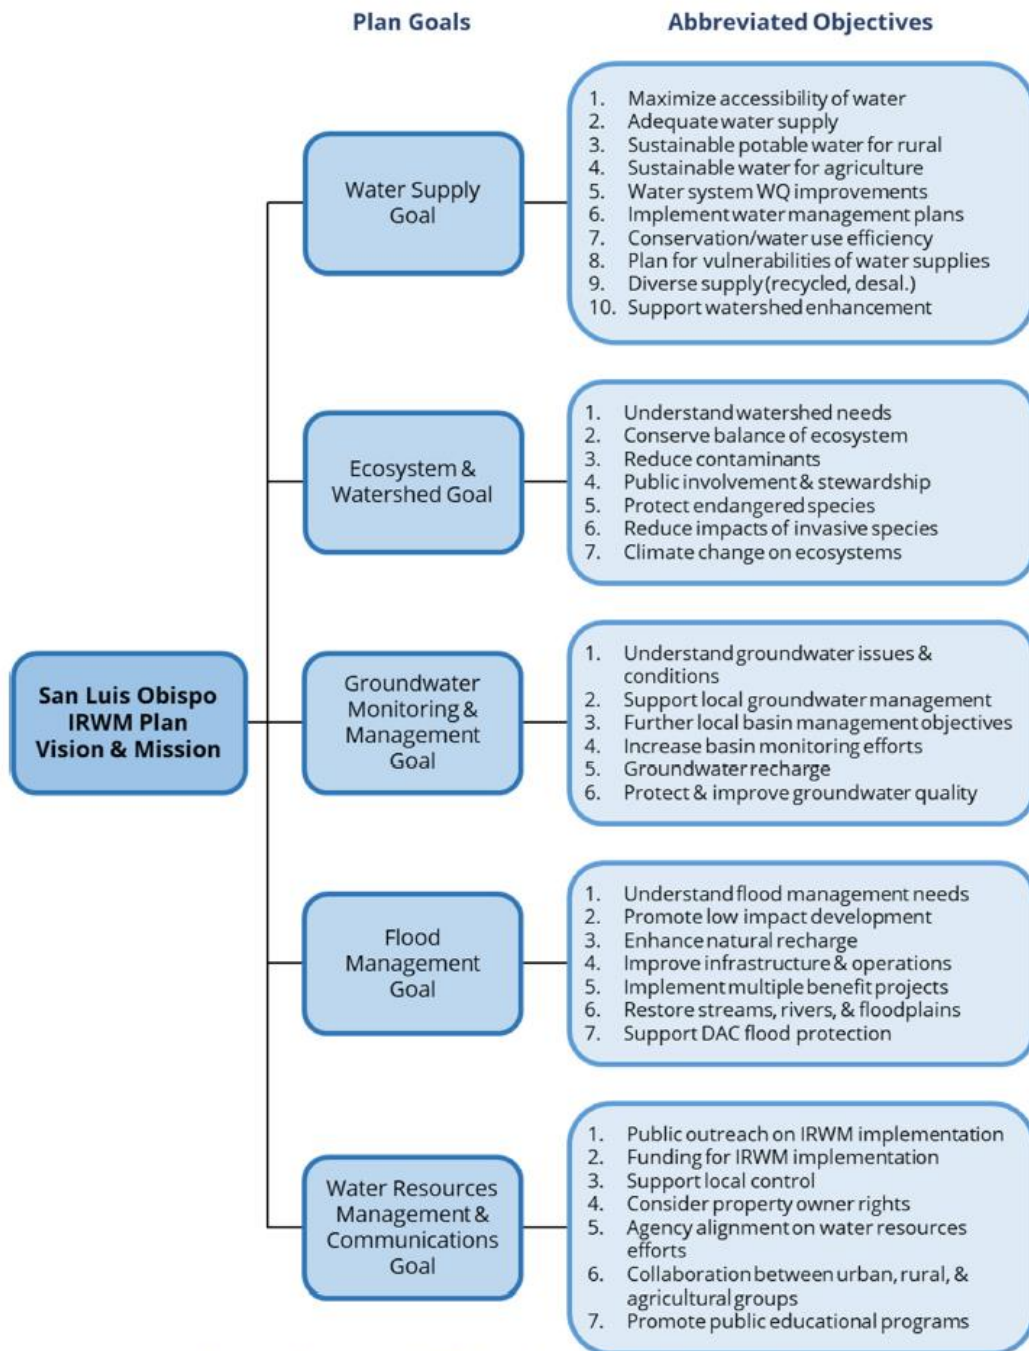 Plan Goals
Abbreviated Objectives
Water Supply
Goal
1. Maximize accessibility of water
2. Adequate water supply
3. Sustainable potable water for rural
4. Sustainable water for agriculture
5. Water system WQ improvements
6. Implement water management plans
7. Conservation/water use efficiency
8. Plan for vulnerabilities of water supplies
9. Diverse supply (recycled, desal.)
10. Support watershed enhancement
Ecosystem &
Watershed Goal
1. Understand watershed needs
2. Conserve balance of ecosystem
3. Reduce contaminants
4. Public involvement & stewardship
5. Protect endangered species
6. Reduce impacts of invasive species
7. Climate change on ecosystems
San Luis Obispo
IRWM Plan
Vision & Mission
Groundwater
Monitoring &
Management
Goal
1. Understand groundwater issues &
conditions
2. Support local groundwater management
3. Further local basin management objectives
4. Increase basin monitoring efforts
5. Groundwater recharge
6. Protect & improve groundwater quality
Flood
Management
Goal
1. Understand flood management needs
2. Promote low impact development
3. Enhance natural recharge
4. Improve infrastructure & operations
5. Implement multiple benefit projects
6. Restore streams, rivers, & floodplains
7. Support DAC flood protection
Water Resources
Management &
Communications
Goal
1. Public outreach on IRWM implementation
2. Funding for IRWM implementation
3. Support local control
4. Consider property owner rights
5. Agency alignment on water resources
efforts
6. Collaboration between urban, rural, &
agricultural groups
7. Promote public educational programs